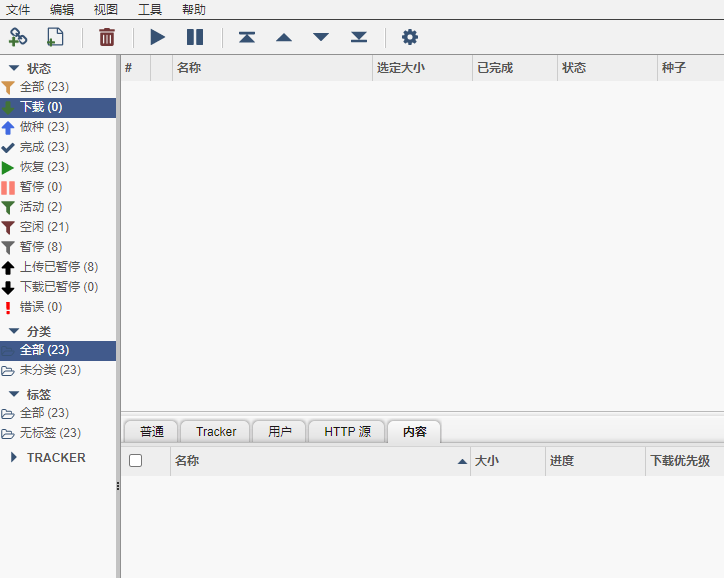 文件 编辑 视图 工具 帮助
# 名称 选定大小 已完成 状态 种子
状态
全部 (23)
下载 (0)
做种 (23)
完成 (23)
恢复 (23)
暂停 (0)
活动 (2)
空闲 (21)
暂停 (8)
上传已暂停 (8)
下载已暂停 (0)
错误 (0)
分类
全部 (23)
未分类 (23)
标签
全部 (23)
无标签 (23)
TRACKER
普通 Tracker 用户 HTTP 源 内容
名称 大小 进度 下载优先级